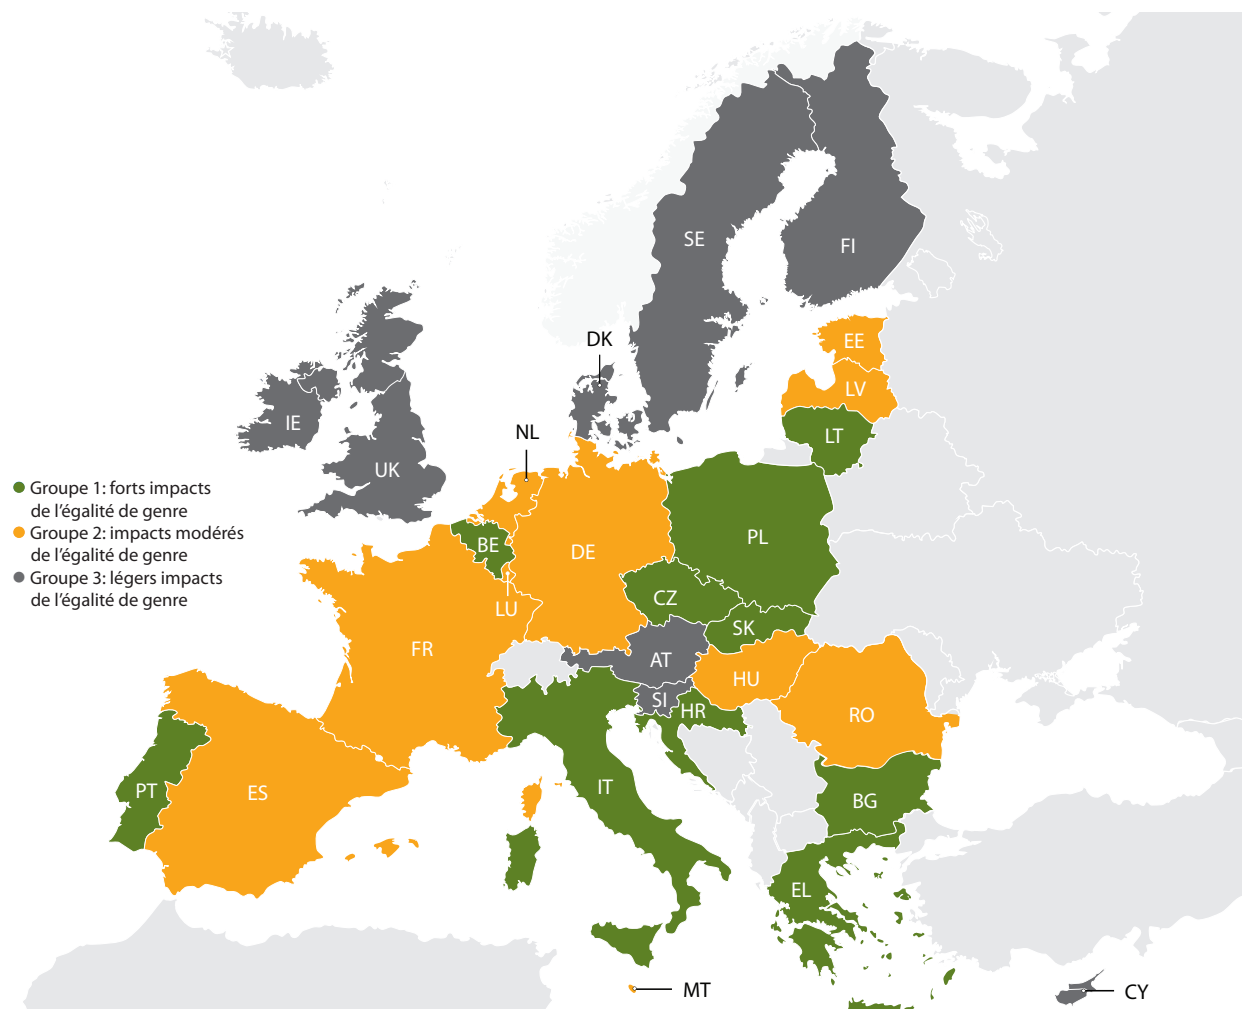 SE
FI
DK
EE
LV
IE
LT
NL
UK
Groupe 1: forts impacts
de l’égalité de genre
Groupe 2: impacts modérés
de l’égalité de genre
Groupe 3: légers impacts
de l’égalité de genre
BE
DE
PL
CZ
LU
SK
FR
AT
HU
SI
HR
RO
PT
ES
IT
BG
EL
MT
CY